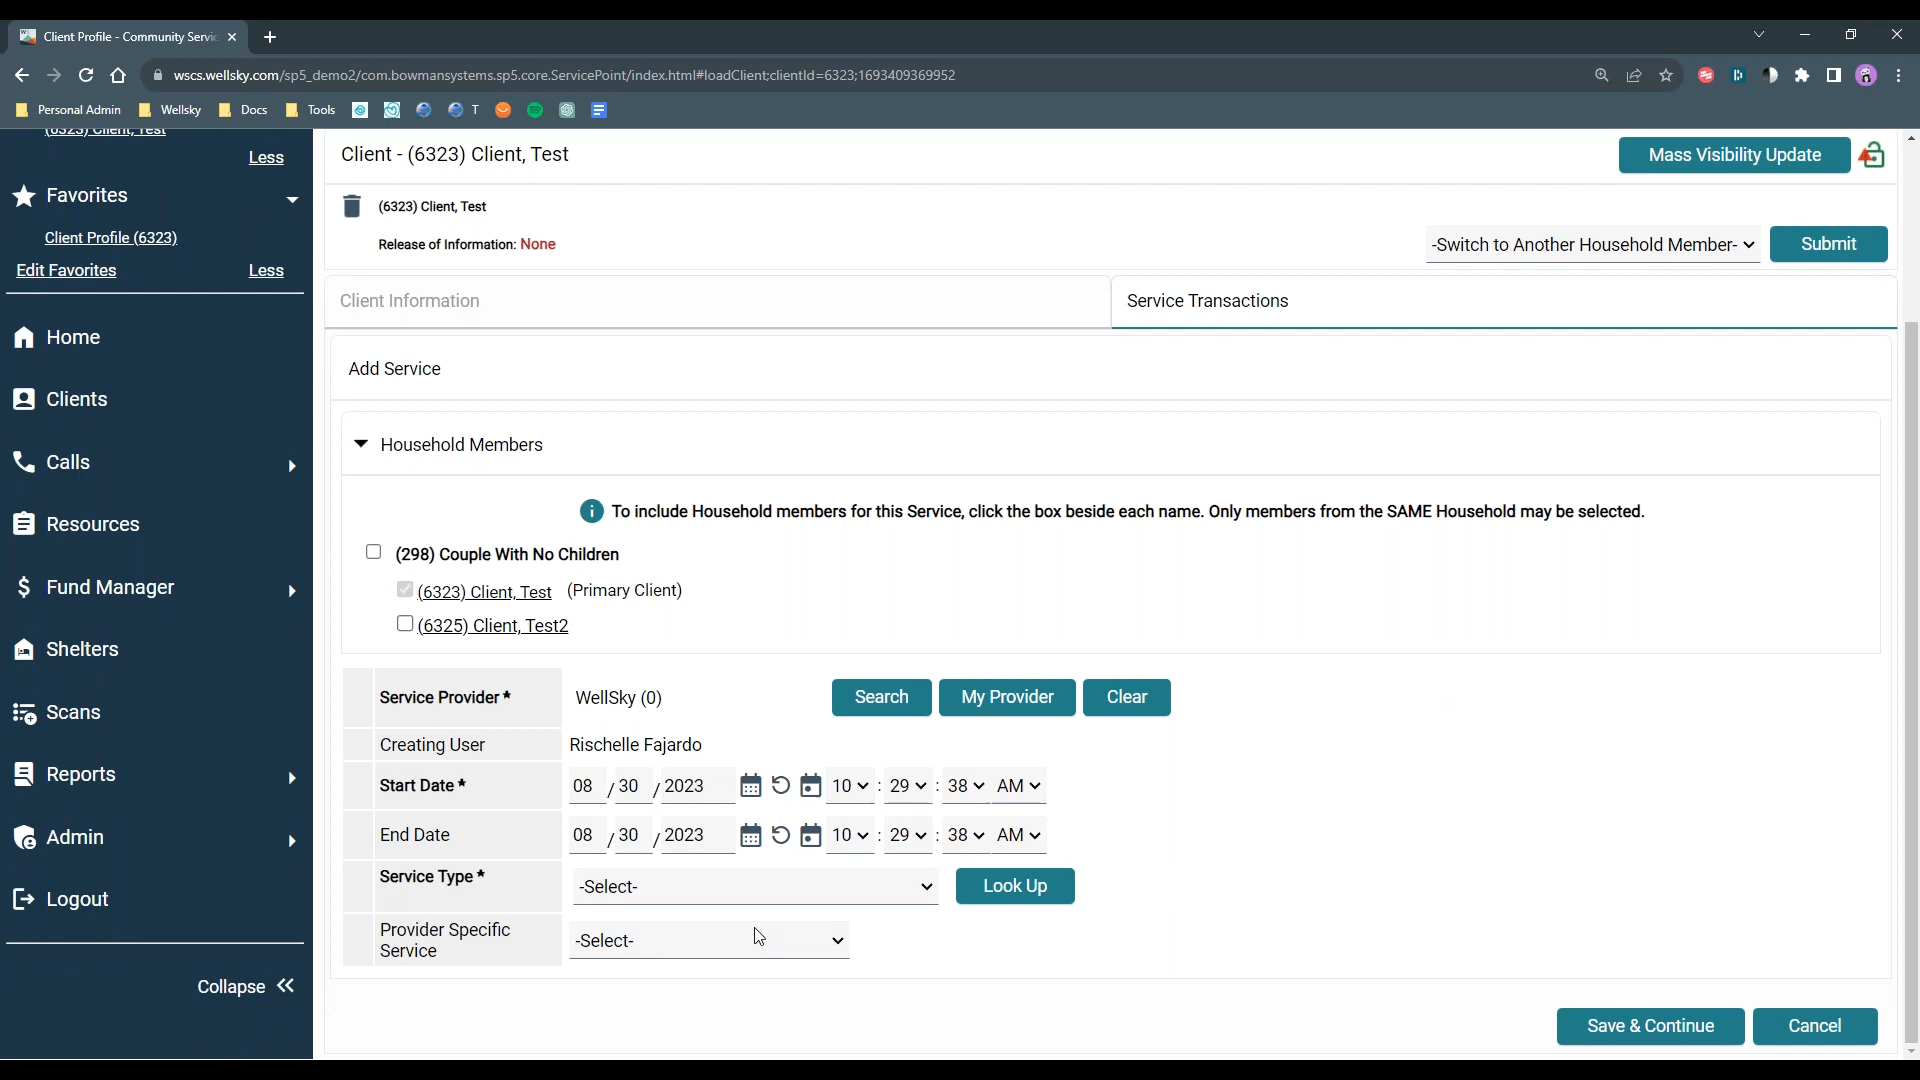 Client Profile - Community Servic
wscs.wellsky.com/sp5_demo2/com.bowmansystems.sp5.core.ServicePoint/index.html#loadClient;clientId=6323;1693409369952
Personal Admin Wellsky Docs Tools T
(6323) Client, Test
Less
Favorites
Client Profile (6323)
Edit Favorites Less
Home
Clients
Calls
Resources
Fund Manager
Shelters
Scans
Reports
Admin
Logout
Collapse
Client - (6323) Client, Test Mass Visibility Update
(6323) Client, Test
Release of Information: None
-Switch to Another Household Member- Submit
Client Information Service Transactions
Add Service
Household Members
To include Household members for this Service, click the box beside each name. Only members from the SAME Household may be selected.
(298) Couple With No Children
(6323) Client, Test (Primary Client)
(6325) Client, Test2
Service Provider * WellSky (0) Search My Provider Clear
Creating User Rischelle Fajardo
Start Date * 08 / 30 / 2023 10 : 29 : 38 AM
End Date 08 / 30 / 2023 10 : 29 : 38 AM
Service Type * -Select- Look Up
Provider Specific
Service
-Select-
Save & Continue Cancel